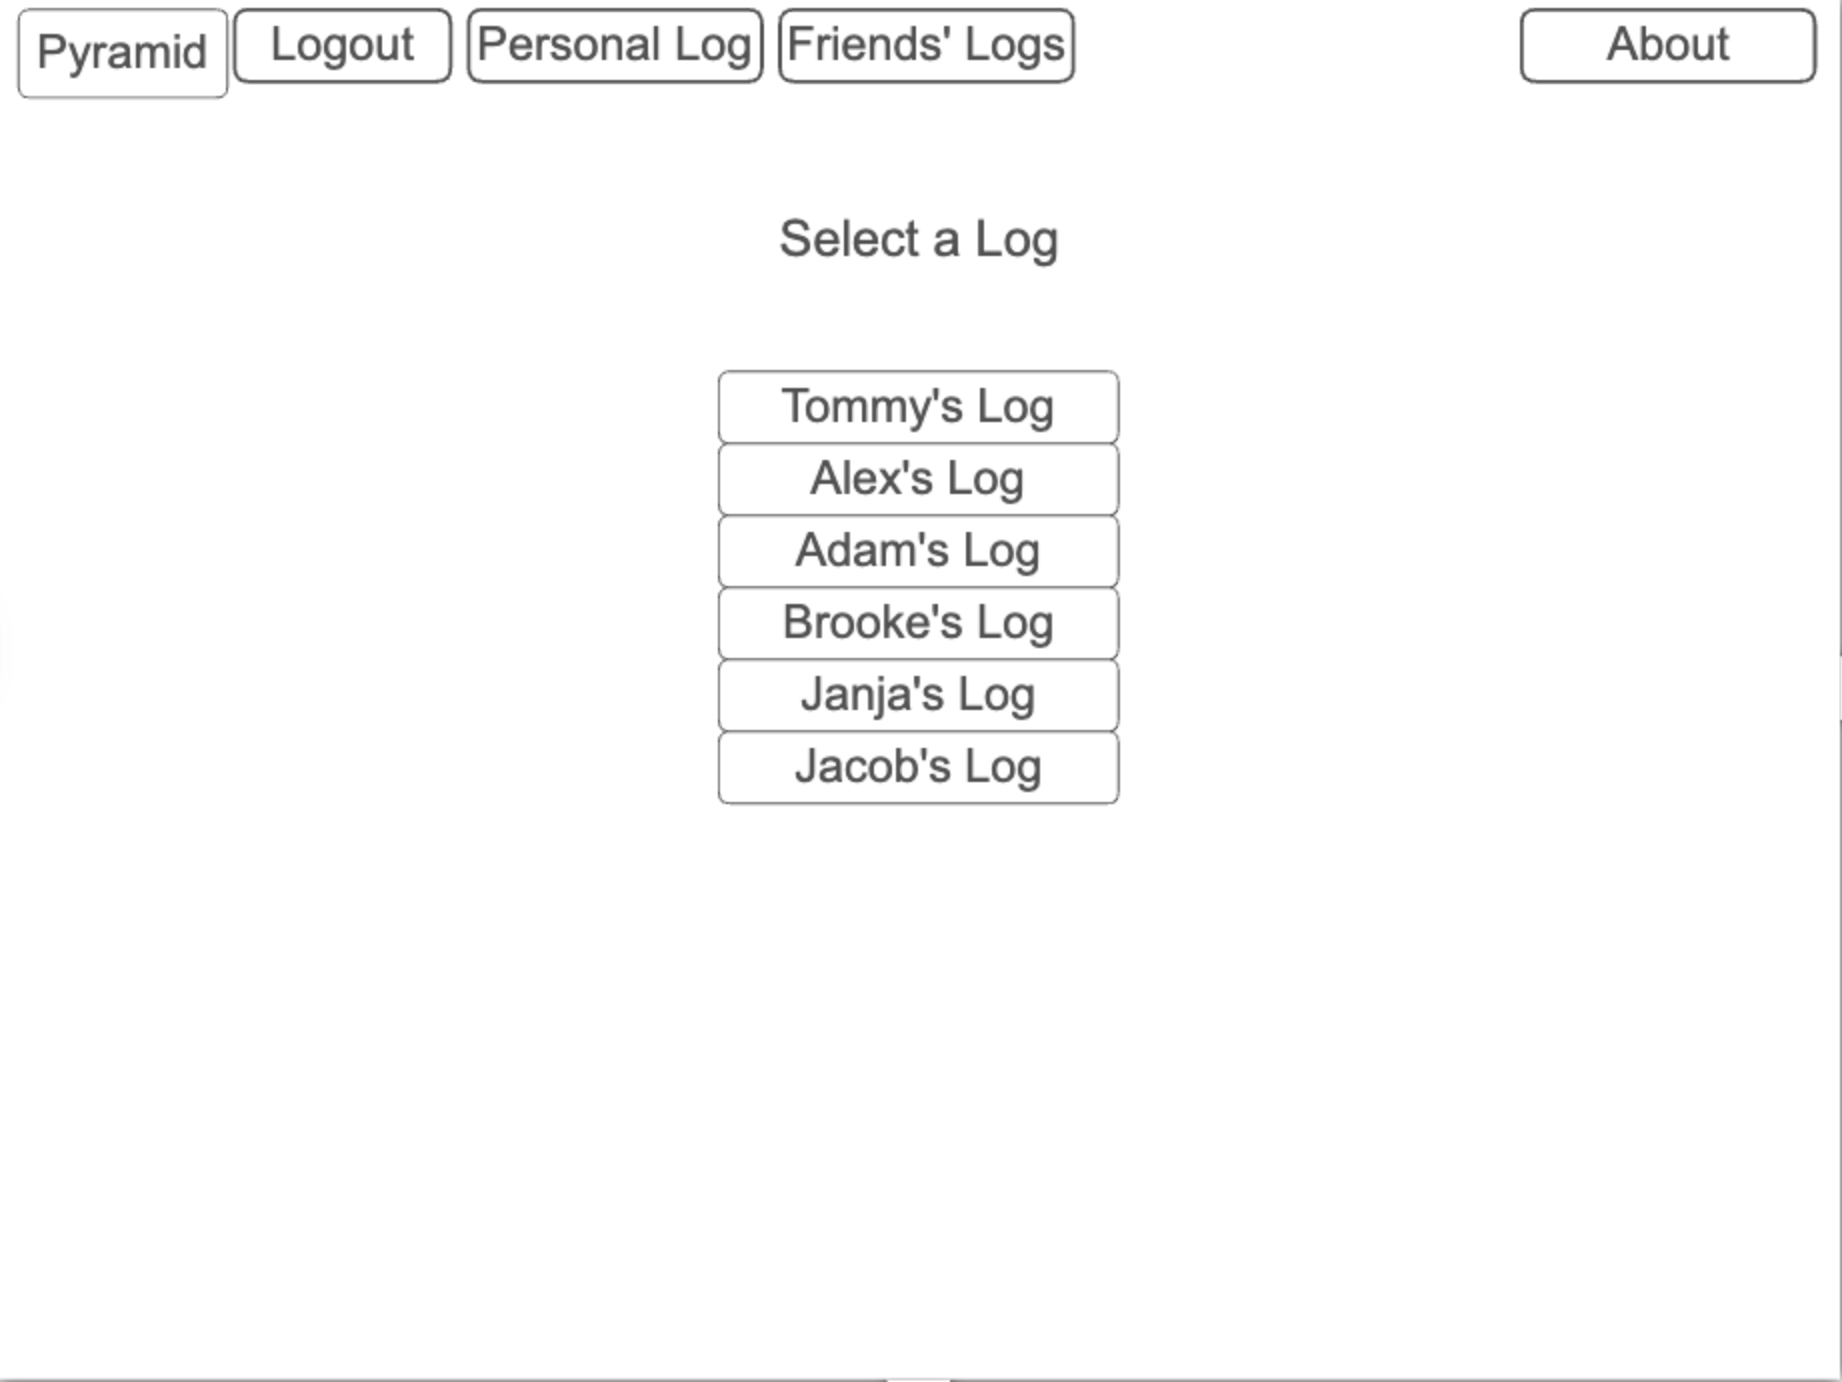 Pyramid Logout Personal Log Friends' Logs About
Select a Log
Tommy's Log
Alex's Log
Adam's Log
Brooke's Log
Janja's Log
Jacob's Log